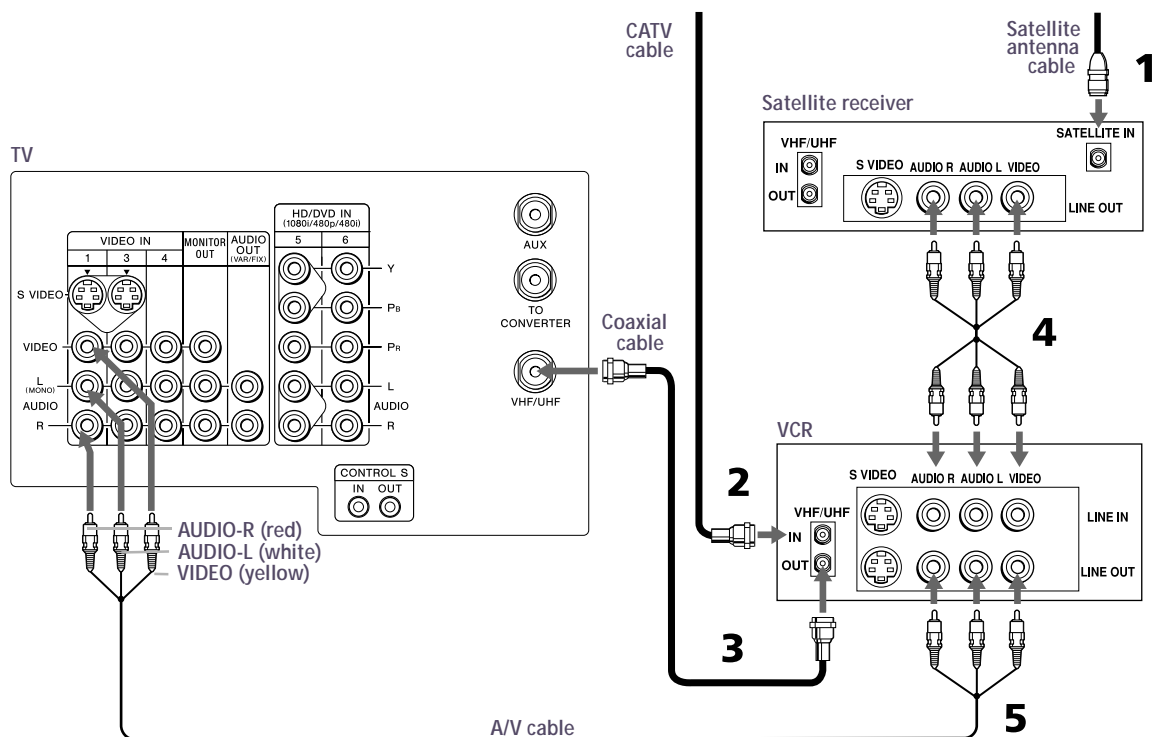 CATV
cable
Satellite
antenna
cable
1
Satellite receiver
SATELLITE IN
VHF/UHF
IN
OUT
S VIDEO AUDIO R AUDIO L VIDEO
LINE OUT
TV
HD/DVD IN
(1080i/480p/480i)
5 6
Y
PB
PR
L
AUDIO
R
VIDEO IN
1 3 4
MONITOR
OUT
AUDIO
OUT
(VAR/FIX)
S VIDEO
VIDEO
L
(MONO)
AUDIO
R
AUX
TO
CONVERTER
VHF/UHF
CONTROL S
IN OUT
Coaxial
cable
4
VCR
2
S VIDEO AUDIO R AUDIO L VIDEO
VHF/UHF
IN
OUT
LINE IN
LINE OUT
AUDIO-R (red)
AUDIO-L (white)
VIDEO (yellow)
3
5
A/V cable